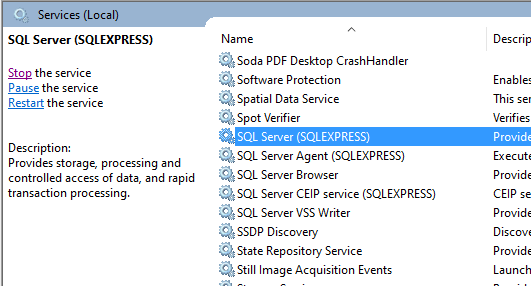 Services (Local)
SQL Server (SQLEXPRESS)
Stop the service
Pause the service
Restart the service
Description:
Provides storage, processing and
controlled access of data, and rapid
transaction processing.
Name Descrip
Soda PDF Desktop CrashHandler
Software Protection Enables
Spatial Data Service This ser
Spot Verifier Verifies
SQL Server (SQLEXPRESS) Provide
SQL Server Agent (SQLEXPRESS) Execute
SQL Server Browser Provide
SQL Server CEIP service (SQLEXPRESS) CEIP se
SQL Server VSS Writer Provide
SSDP Discovery Discove
State Repository Service Provide
Still Image Acquisition Events Launch